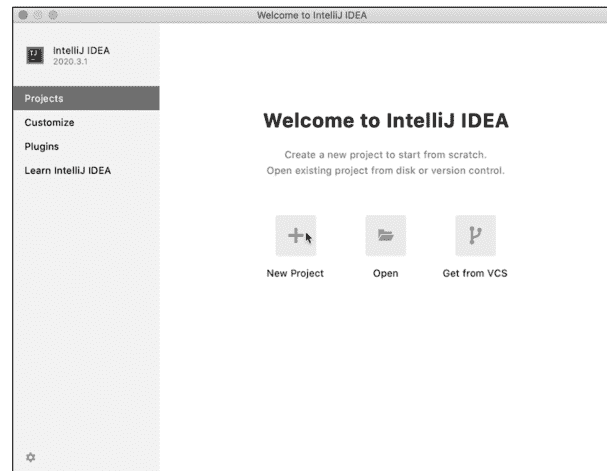 Welcome to IntelliJ IDEA
IntelliJ IDEA
2020.3.1
Projects
Customize
Plugins
Learn IntelliJ IDEA
Welcome to IntelliJ IDEA
Create a new project to start from scratch.
Open existing project from disk or version control.
New Project
Open
Get from VCS